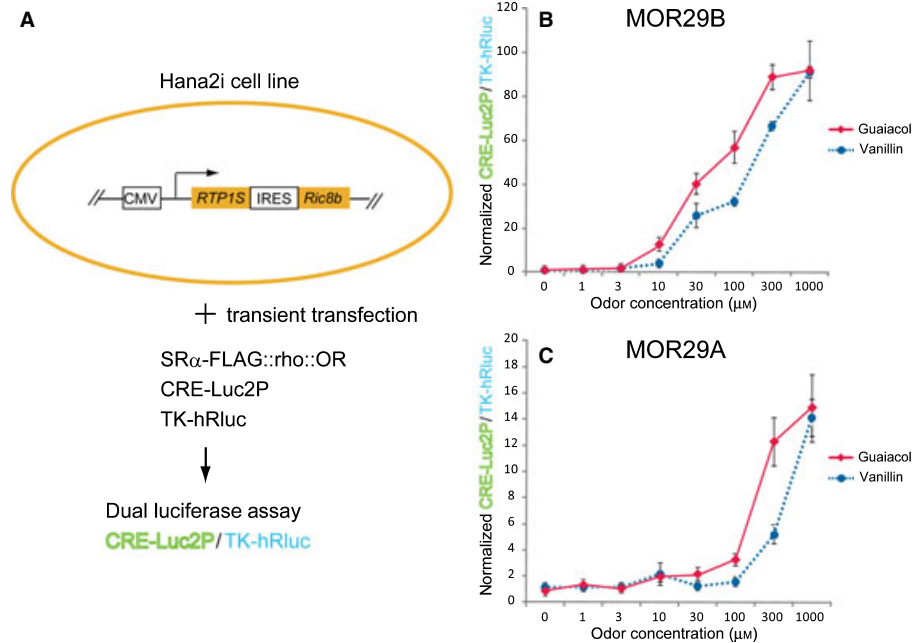 A
Hana2i cell line
CMV
RTP1S
IRES
Ric8b
+ transient transfection
SRα-FLAG::rho::OR
CRE-Luc2P
TK-hRluc
Dual luciferase assay
CRE-Luc2P/TK-hRluc
B
MOR29B
Normalized CRE-Luc2P/TK-hRluc
120
100
80
60
40
20
0
0 1 3 10 30 100 300 1000
Odor concentration (μM)
Guaiacol
Vanillin
C
MOR29A
Normalized CRE-Luc2P/TK-hRluc
20
18
16
14
12
10
8
6
4
2
0
0 1 3 10 30 100 300 1000
Odor concentration (μM)
Guaiacol
Vanillin